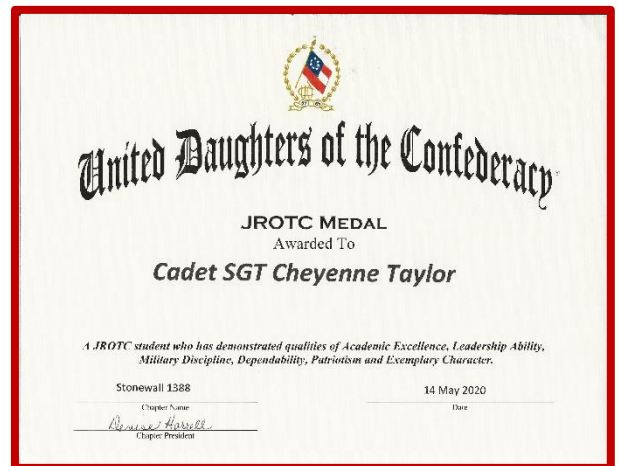 United Daughters of the Confederacy
JROTC MEDAL
Awarded To
Cadet SGT Cheyenne Taylor
A JROTC student who has demonstrated qualities of Academic Excellence, Leadership Ability,
Military Discipline, Dependability, Patriotism and Exemplary Character.
Stonewall 1388
14 May 2020
Chapter Name
Date
Denise Harrell
Chapter President